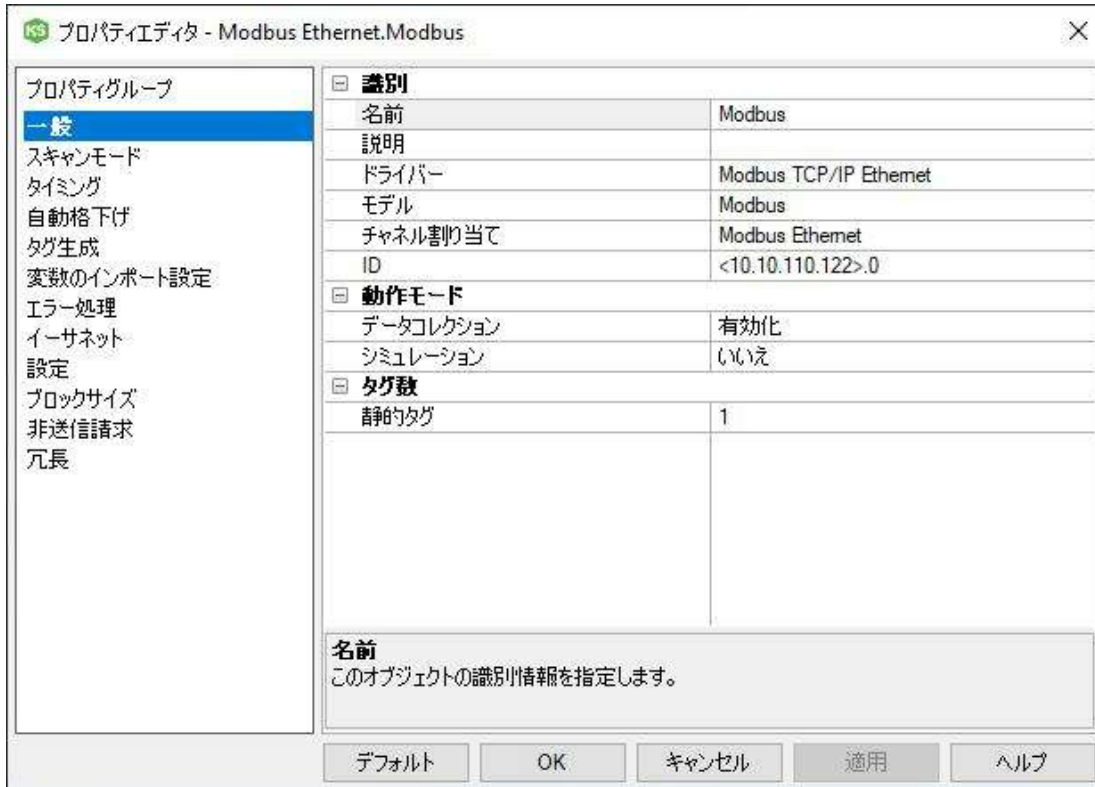 KS プロパティエディタ - Modbus Ethernet.Modbus
プロパティグループ
一般
スキャンモード
タイミング
自動格下げ
タグ生成
変数のインポート設定
エラー処理
イーサネット
設定
ブロックサイズ
非送信請求
冗長
識別
名前 Modbus
説明
ドライバー Modbus TCP/IP Ethernet
モデル Modbus
チャネル割り当て Modbus Ethernet
ID <10.10.110.122>.0
動作モード
データコレクション 有効化
シミュレーション いいえ
タグ数
静的タグ 1
名前
このオブジェクトの識別情報を指定します。
デフォルト OK キャンセル 適用 ヘルプ